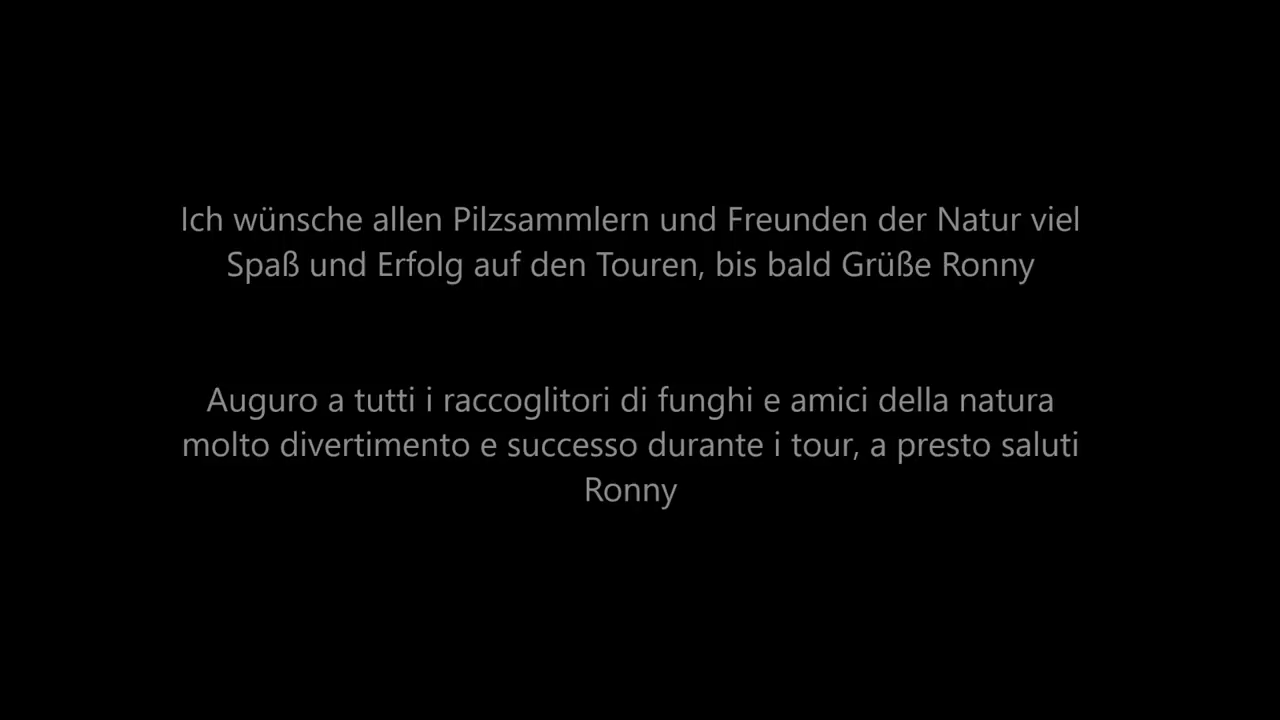 Ich wünsche allen Pilzsammlern und Freunden der Natur viel
Spaß und Erfolg auf den Touren, bis bald Grüße Ronny
Auguro a tutti i raccoglitori di funghi e amici della natura
molto divertimento e successo durante i tour, a presto saluti
Ronny